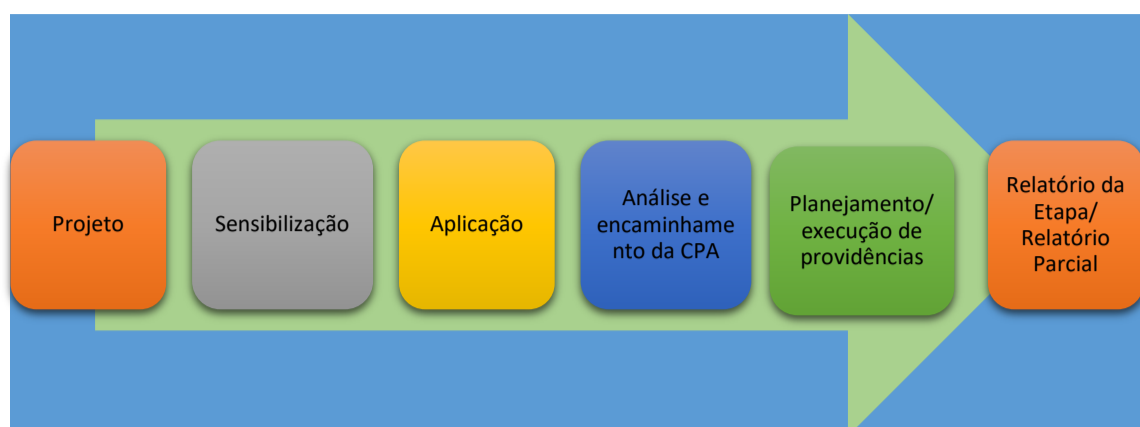 Projeto
Sensibilização
Aplicação
Análise e
encaminhame
nto da CPA
Planejamento/
execução de
providências
Relatório da
Etapa/
Relatório
Parcial